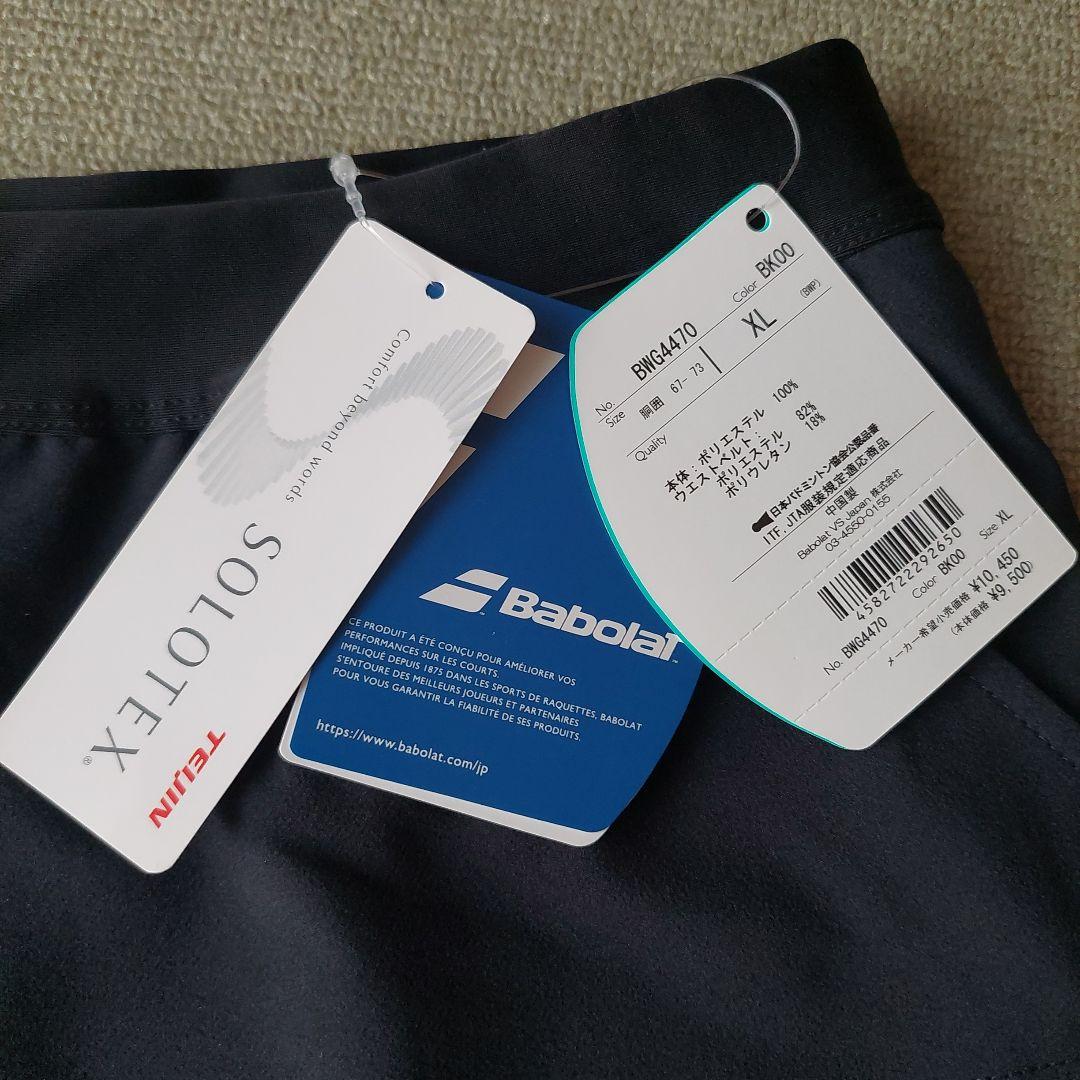 Comfort beyond words
SOLOTEX®
TEIJIN
Babolat™
CE PRODUIT A ÉTÉ CONÇU POUR AMÉLIORER VOS
PERFORMANCES SUR LES COURTS.
IMPLIQUÉ DEPUIS 1875 DANS LES SPORTS DE RAQUETTES, BABOLAT
S'ENTOURE DES MEILLEURS JOUEURS ET PARTENAIRES
POUR VOUS GARANTIR LA FIABILITÉ DE SES PRODUITS.
https://www.babolat.com/jp
No. BWG4470 Color BK00
Size 胴囲 67-73 XL (BWP)
Quality
本体：ポリエステル 100%
ウエストベルト：
ポリエステル 82%
ポリウレタン 18%
日本バドミントン協会公認品番
ITF．JTA服装規定適応商品
中国製
Babolat VS Japan 株式会社
03-4550-0155
4582722292650
No. BWG4470 Color BK00 Size XL
メーカー希望小売価格 ¥10,450
(本体価格 ¥9,500)